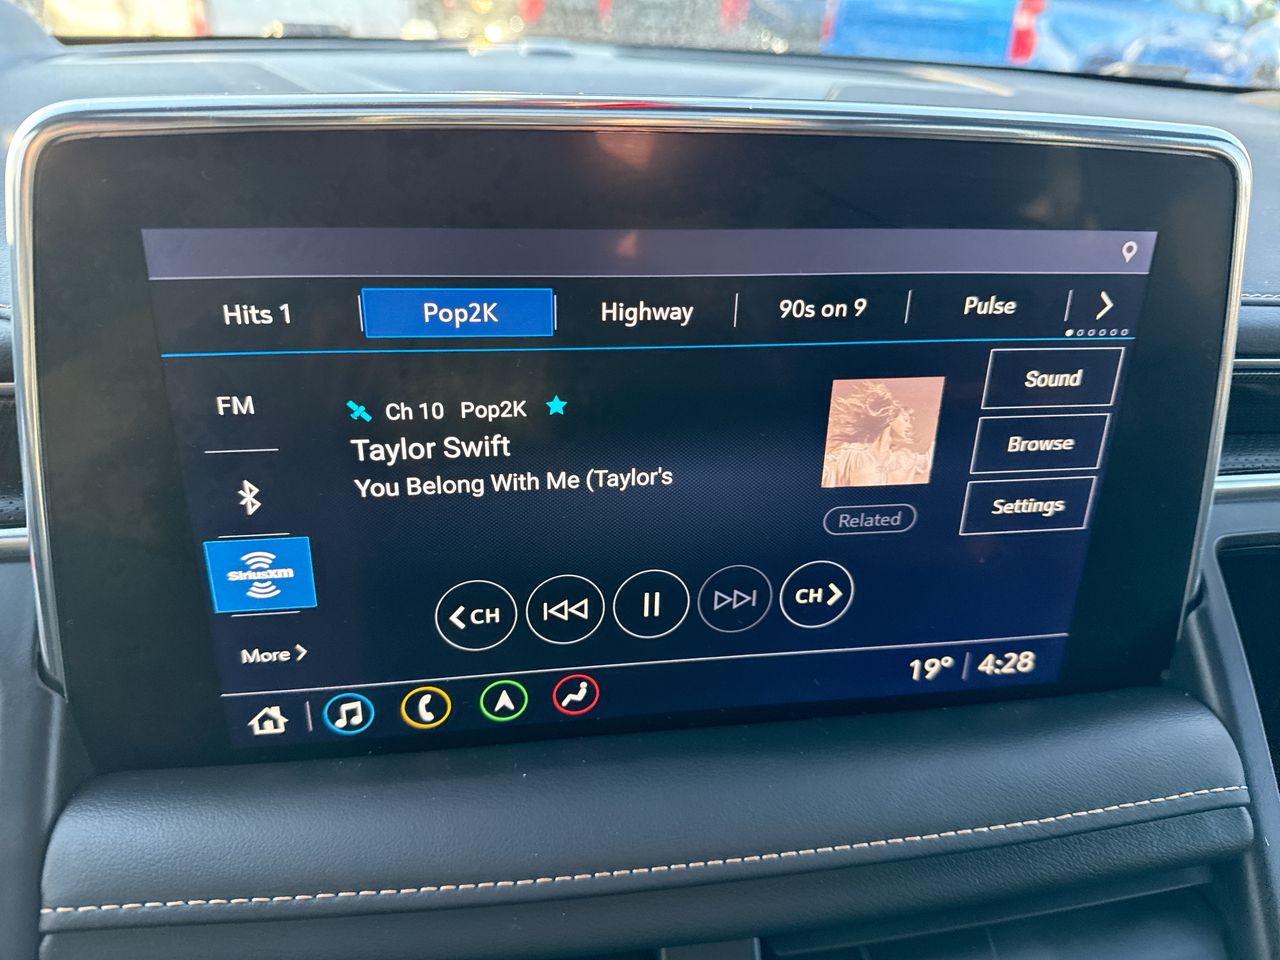 Hits 1 Pop2K Highway 90s on 9 Pulse
FM
Ch 10 Pop2K
Taylor Swift
You Belong With Me (Taylor's
Related
Sound
Browse
Settings
SiriusXM
More
CH CH
19° 4:28